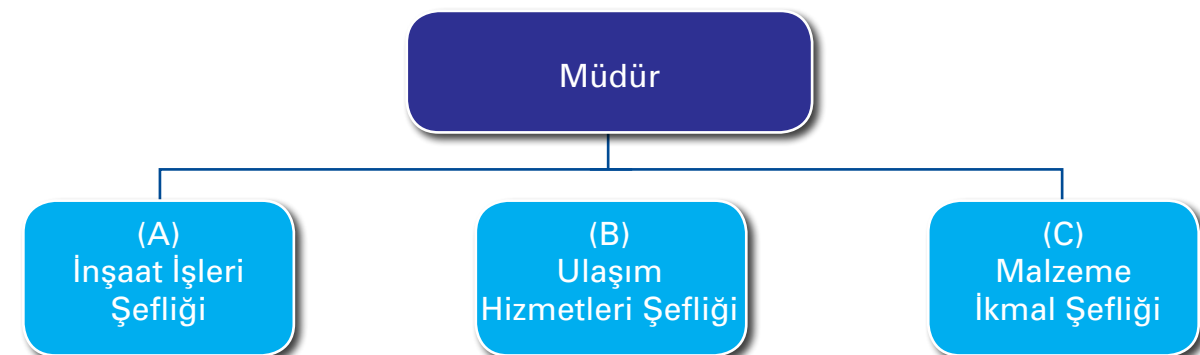 Müdür
(A)
İnşaat İşleri
Şefliği
(B)
Ulaşım
Hizmetleri Şefliği
(C)
Malzeme
İkmal Şefliği